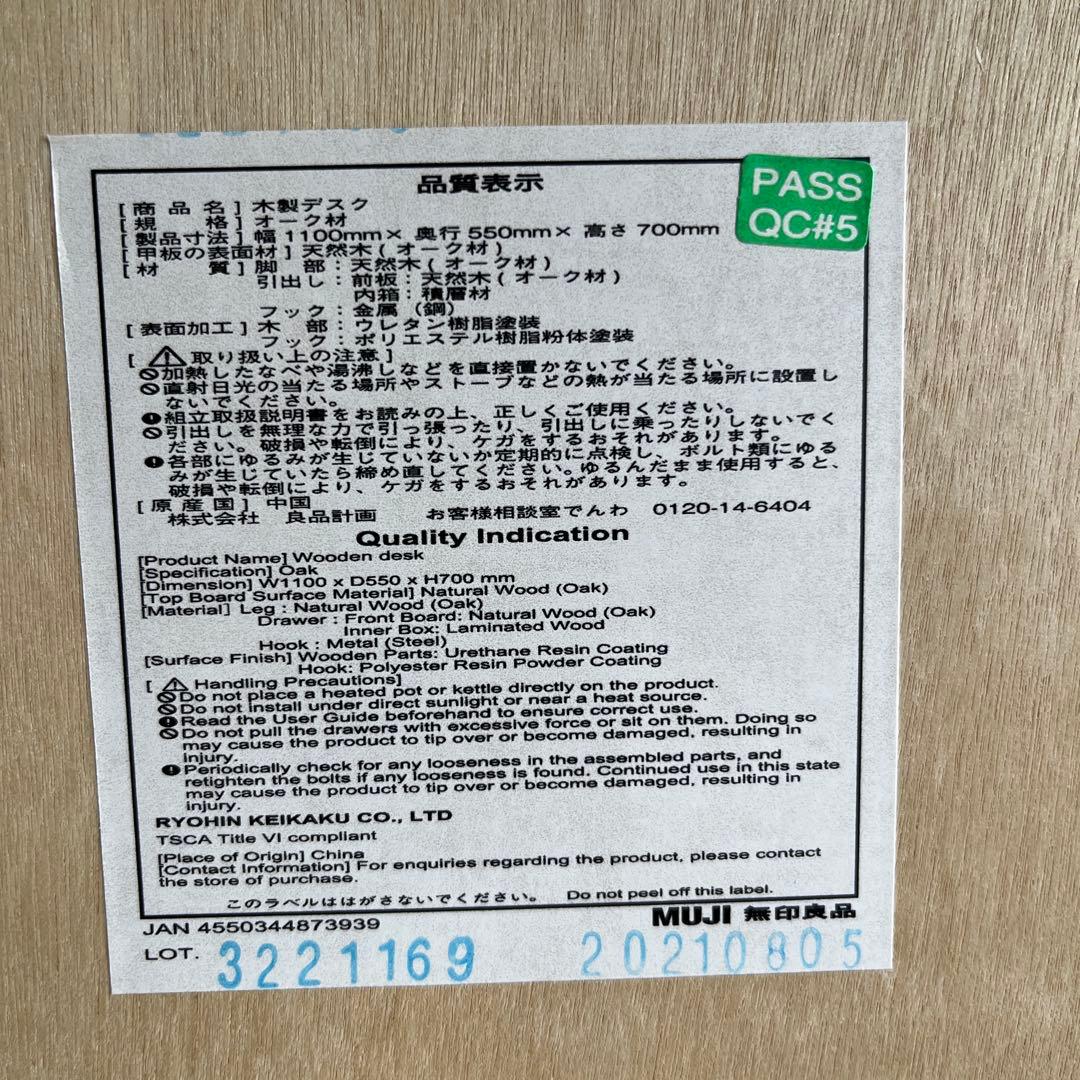 品質表示
PASS
QC#5
[商品名] 木製デスク
[規格] オーク材
[製品寸法] 幅 1100mm× 奥行 550mm× 高さ 700mm
[甲板の表面材] 天然木(オーク材)
[材質] 脚部:天然木(オーク材)
引出し:前板:天然木(オーク材)
内箱:積層材
フック:金属(鋼)
[表面加工] 木部:ウレタン樹脂塗装
フック:ポリエステル樹脂粉体塗装
[⚠取り扱い上の注意]
加熱したなべや湯沸しなどを直接置かないでください。
直射日光の当たる場所やストーブなどの熱が当たる場所に設置し
ないでください。
組立取扱説明書をお読みの上、正しくご使用ください。
引出しを無理な力で引っ張ったり、引出しに乗ったりしないでく
ださい。破損や転倒により、ケガをするおそれがあります。
各部にゆるみが生じていないか定期的に点検し、ボルト類にゆる
みが生じていたら締め直してください。ゆるんだまま使用すると、
破損や転倒により、ケガをするおそれがあります。
[原産国] 中国
株式会社 良品計画 お客様相談室でんわ 0120-14-6404
Quality Indication
[Product Name] Wooden desk
[Specification] Oak
[Dimension] W1100 x D550 x H700 mm
[Top Board Surface Material] Natural Wood (Oak)
[Material] Leg : Natural Wood (Oak)
Drawer : Front Board: Natural Wood (Oak)
Inner Box: Laminated Wood
Hook : Metal (Steel)
[Surface Finish] Wooden Parts: Urethane Resin Coating
Hook: Polyester Resin Powder Coating
[⚠ Handling Precautions]
Do not place a heated pot or kettle directly on the product.
Do not install under direct sunlight or near a heat source.
Read the User Guide beforehand to ensure correct use.
Do not pull the drawers with excessive force or sit on them. Doing so
may cause the product to tip over or become damaged, resulting in
injury.
Periodically check for any looseness in the assembled parts, and
retighten the bolts if any looseness is found. Continued use in this state
may cause the product to tip over or become damaged, resulting in
injury.
RYOHIN KEIKAKU CO., LTD
TSCA Title VI compliant
[Place of Origin] China
[Contact Information] For enquiries regarding the product, please contact
the store of purchase.
このラベルははがさないでください。 Do not peel off this label.
JAN 4550344873939
MUJI 無印良品
LOT. 3221169 20210805